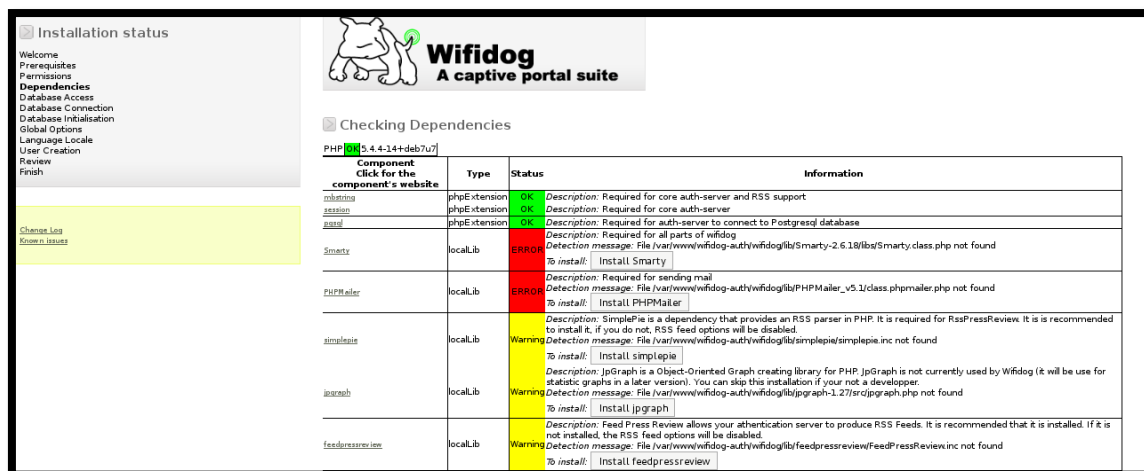 Installation status
Welcome
Prerequisites
Permissions
Dependencies
Database Access
Database Connection
Database Initialisation
Global Options
Language Locale
User Creation
Review
Finish
Change Log
Known issues
Wifidog
A captive portal suite
Checking Dependencies
PHP OK 5.4.4-14+deb7u7
Component
Click for the
component's website
Type
Status
Information
mbstring phpExtension OK Description: Required for core auth-server and RSS support
session phpExtension OK Description: Required for core auth-server
pgsql phpExtension OK Description: Required for auth-server to connect to Postgresql database
Smarty localLib ERROR
Description: Required for all parts of wifidog
Detection message: File /var/www/wifidog-auth/wifidog/lib/Smarty-2.6.18/libs/Smarty.class.php not found
To install: Install Smarty
PHPMailer localLib ERROR
Description: Required for sending mail
Detection message: File /var/www/wifidog-auth/wifidog/lib/PHPMailer_v5.1/class.phpmailer.php not found
To install: Install PHPMailer
simplepie localLib Warning
Description: SimplePie is a dependency that provides an RSS parser in PHP. It is required for RssPressReview. It is is recommended
to install it, if you do not, RSS feed options will be disabled.
Detection message: File /var/www/wifidog-auth/wifidog/lib/simplepie/simplepie.inc not found
To install: Install simplepie
jpgraph localLib Warning
Description: JpGraph is a Object-Oriented Graph creating library for PHP. JpGraph is not currently used by Wifidog (it will be use for
statistic graphs in a later version). You can skip this installation if your not a developper.
Detection message: File /var/www/wifidog-auth/wifidog/lib/jpgraph-1.27/src/jpgraph.php not found
To install: Install jpgraph
feedpressreview localLib Warning
Description: Feed Press Review allows your athentication server to produce RSS Feeds. It is recommended that it is installed. If it is
not installed, the RSS feed options will be disabled.
Detection message: File /var/www/wifidog-auth/wifidog/lib/feedpressreview/FeedPressReview.inc not found
To install: Install feedpressreview